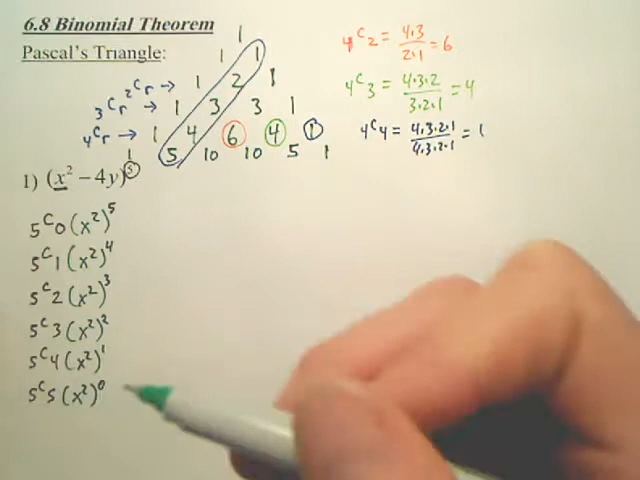 6.8 Binomial Theorem
Pascal's Triangle:
1
1 1
2Cr → 1 2 1
3Cr → 1 3 3 1
4Cr → 1 4 6 4 1
1 5 10 10 5 1
4C2 = 4·3 / 2·1 = 6
4C3 = 4·3·2 / 3·2·1 = 4
4C4 = 4·3·2·1 / 4·3·2·1 = 1
1) (x² – 4y)⁵
5C0 (x²)⁵
5C1 (x²)⁴
5C2 (x²)³
5C3 (x²)²
5C4 (x²)¹
5C5 (x²)⁰